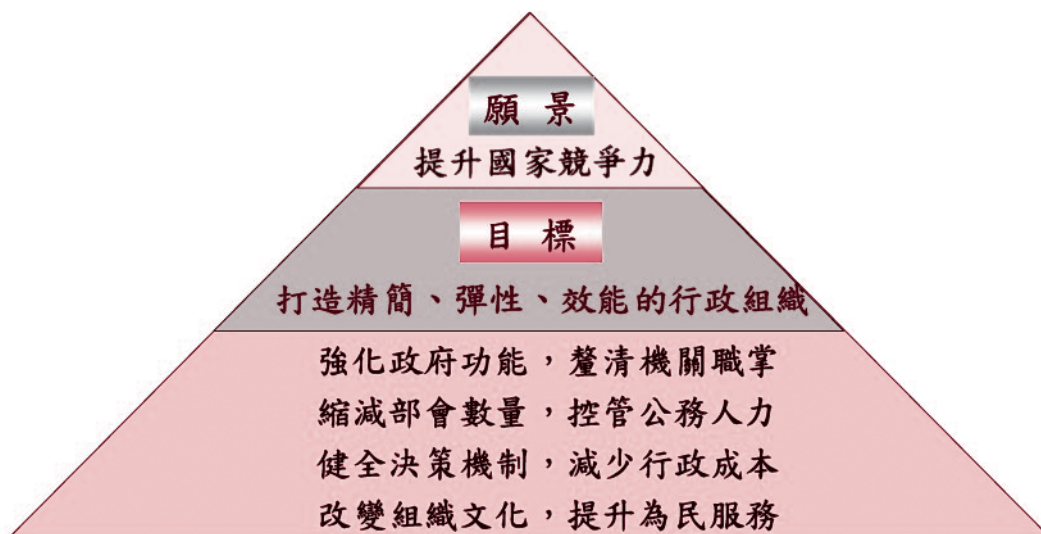 願 景
提升國家競爭力
目 標
打造精簡、彈性、效能的行政組織
強化政府功能，釐清機關職掌
縮減部會數量，控管公務人力
健全決策機制，減少行政成本
改變組織文化，提升為民服務